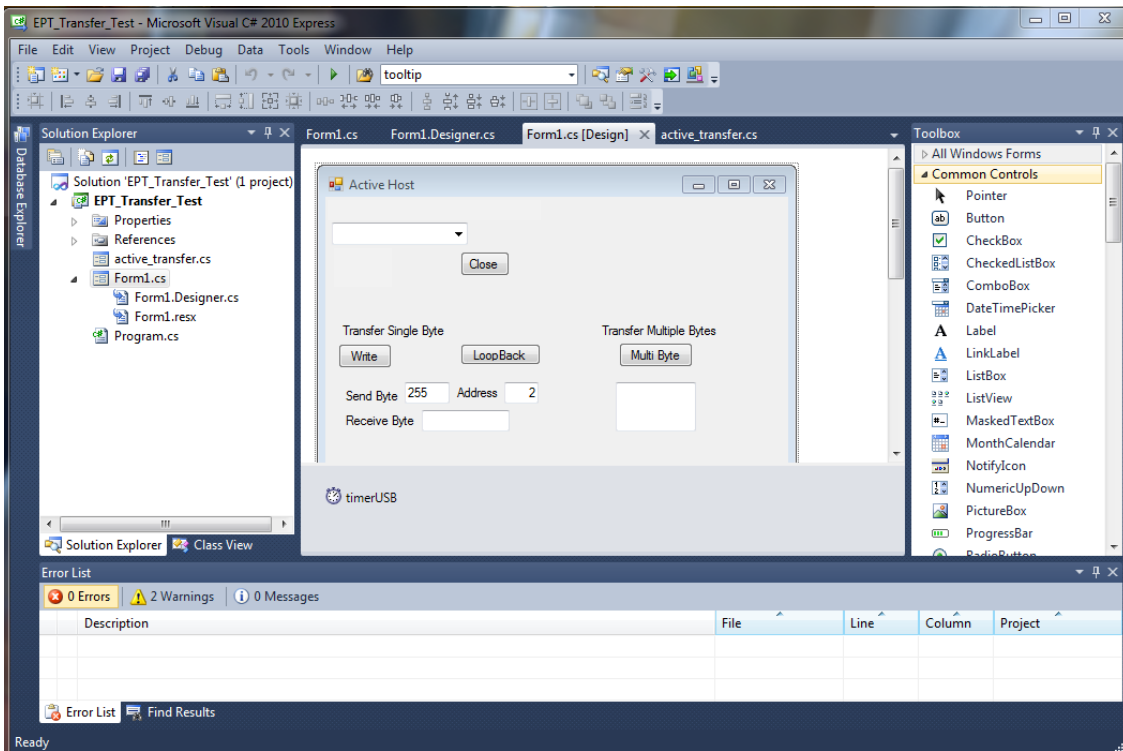 EPT_Transfer_Test - Microsoft Visual C# 2010 Express
File Edit View Project Debug Data Tools Window Help
tooltip
Database Explorer
Solution Explorer
Solution 'EPT_Transfer_Test' (1 project)
EPT_Transfer_Test
Properties
References
active_transfer.cs
Form1.cs
Form1.Designer.cs
Form1.resx
Program.cs
Solution Explorer Class View
Form1.cs Form1.Designer.cs Form1.cs [Design] active_transfer.cs
Active Host
Close
Transfer Single Byte Transfer Multiple Bytes
Write LoopBack Multi Byte
Send Byte 255 Address 2
Receive Byte
timerUSB
Toolbox
All Windows Forms
Common Controls
Pointer
Button
CheckBox
CheckedListBox
ComboBox
DateTimePicker
Label
LinkLabel
ListBox
ListView
MaskedTextBox
MonthCalendar
NotifyIcon
NumericUpDown
PictureBox
ProgressBar
RadioButton
Error List
0 Errors 2 Warnings 0 Messages
Description File Line Column Project
Error List Find Results
Ready